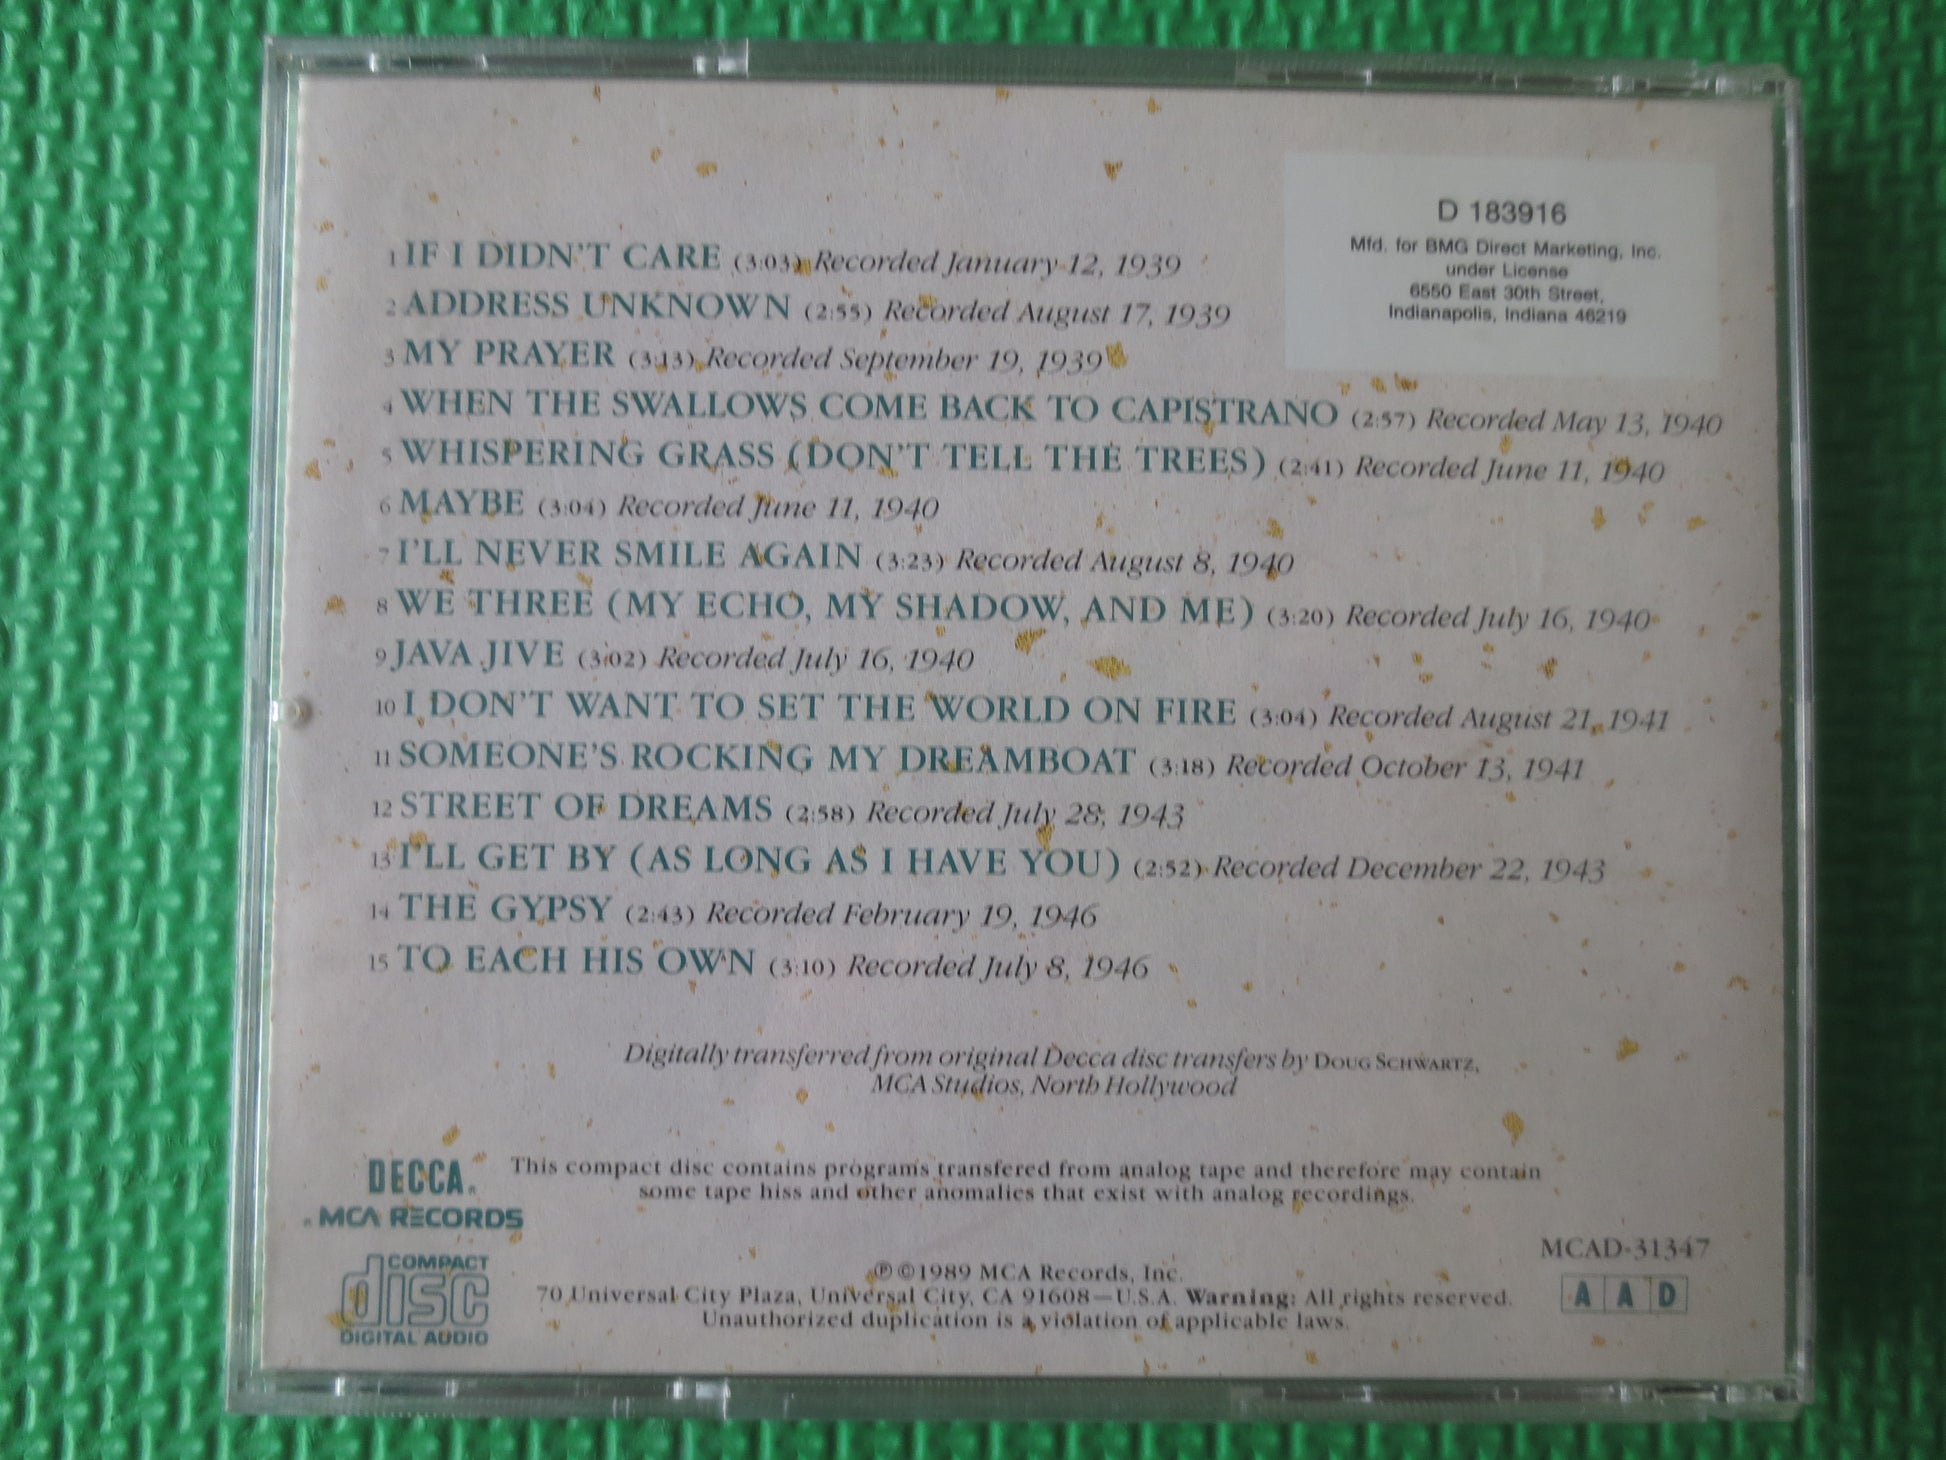 D 183916
Mfd. for BMG Direct Marketing, Inc.
under License
6550 East 30th Street,
Indianapolis, Indiana 46219
1 IF I DIDN'T CARE (3:03) Recorded January 12, 1939
2 ADDRESS UNKNOWN (2:55) Recorded August 17, 1939
3 MY PRAYER (3:13) Recorded September 19, 1939
4 WHEN THE SWALLOWS COME BACK TO CAPISTRANO (2:57) Recorded May 13, 1940
5 WHISPERING GRASS (DON'T TELL THE TREES) (2:41) Recorded June 11, 1940
6 MAYBE (3:04) Recorded June 11, 1940
7 I'LL NEVER SMILE AGAIN (3:23) Recorded August 8, 1940
8 WE THREE (MY ECHO, MY SHADOW, AND ME) (3:20) Recorded July 16, 1940
9 JAVA JIVE (3:02) Recorded July 16, 1940
10 I DON'T WANT TO SET THE WORLD ON FIRE (3:04) Recorded August 21, 1941
11 SOMEONE'S ROCKING MY DREAMBOAT (3:18) Recorded October 13, 1941
12 STREET OF DREAMS (2:58) Recorded July 28, 1943
13 I'LL GET BY (AS LONG AS I HAVE YOU) (2:52) Recorded December 22, 1943
14 THE GYPSY (2:43) Recorded February 19, 1946
15 TO EACH HIS OWN (3:10) Recorded July 8, 1946
Digitally transferred from original Decca disc transfers by DOUG SCHWARTZ,
MCA Studios, North Hollywood
DECCA®
®MCA RECORDS
This compact disc contains programs transfered from analog tape and therefore may contain
some tape hiss and other anomalies that exist with analog recordings.
COMPACT
disc
DIGITAL AUDIO
℗©1989 MCA Records, Inc.
70 Universal City Plaza, Universal City, CA 91608—U.S.A. Warning: All rights reserved.
Unauthorized duplication is a violation of applicable laws.
MCAD-31347
A A D